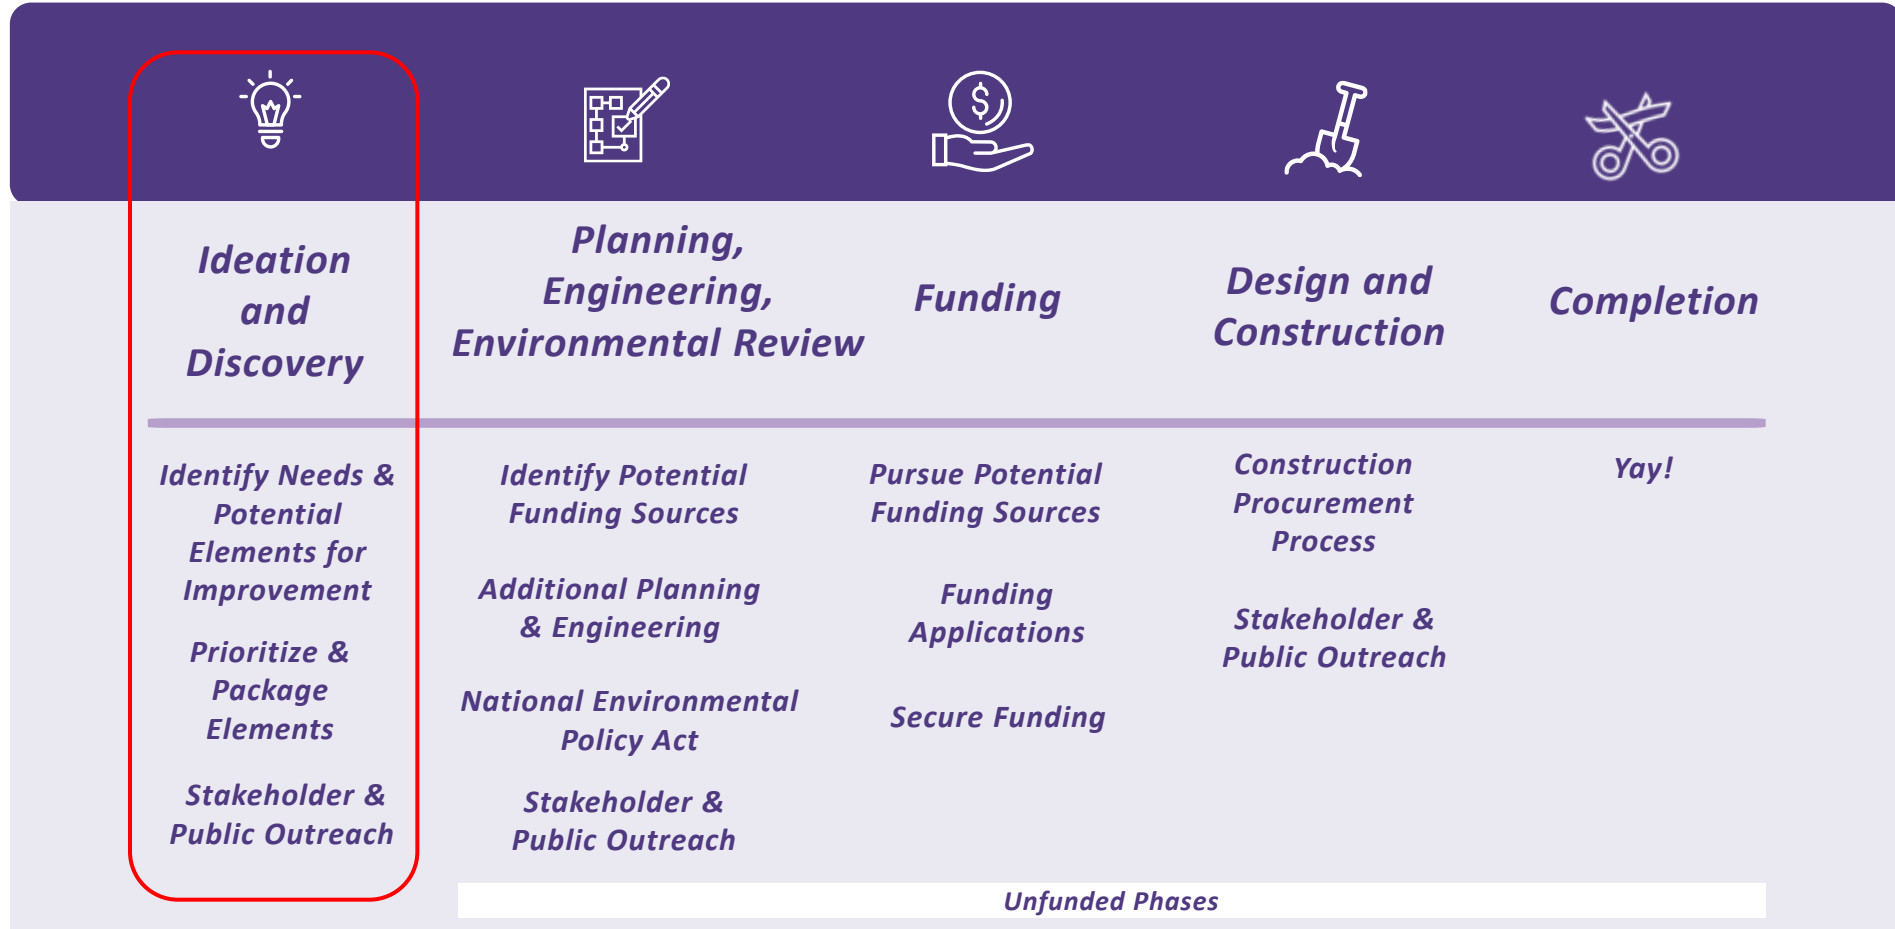 Ideation
and
Discovery
Planning,
Engineering,
Environmental Review
Funding
Design and
Construction
Completion
Identify Needs &
Potential
Elements for
Improvement
Prioritize &
Package
Elements
Stakeholder &
Public Outreach
Identify Potential
Funding Sources
Additional Planning
& Engineering
National Environmental
Policy Act
Stakeholder &
Public Outreach
Pursue Potential
Funding Sources
Funding
Applications
Secure Funding
Construction
Procurement
Process
Stakeholder &
Public Outreach
Yay!
Unfunded Phases